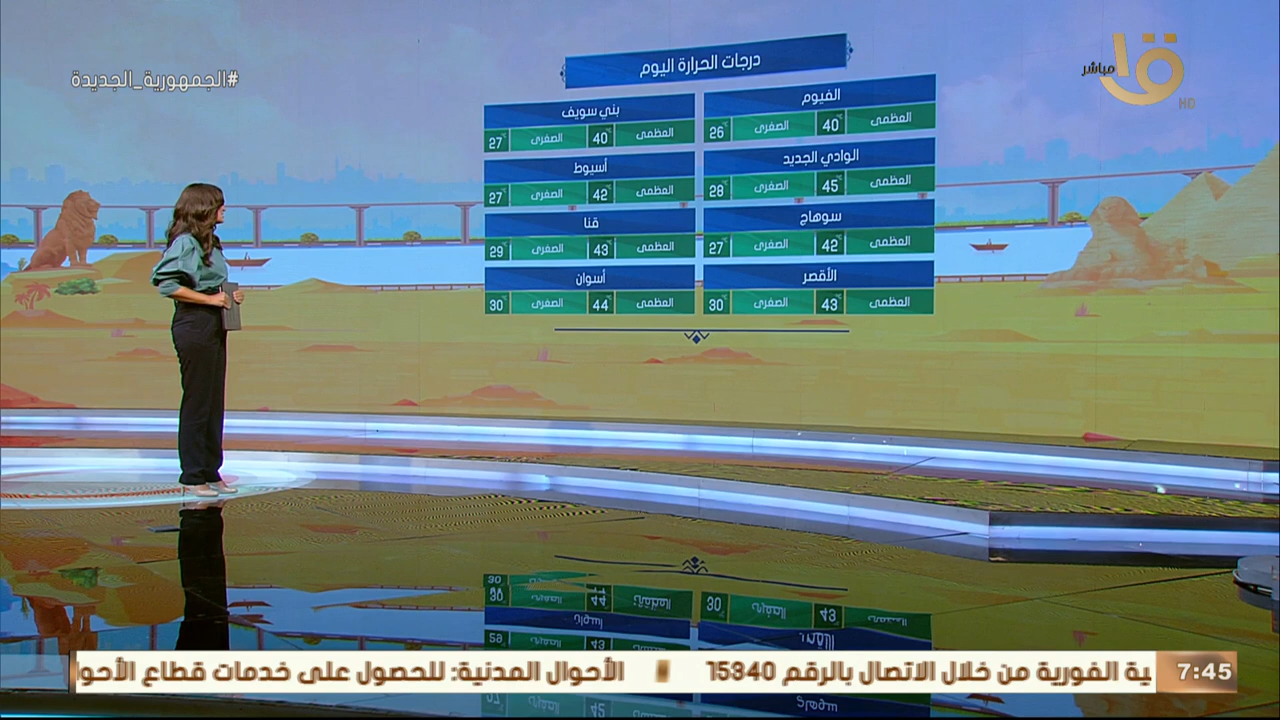 #الجمهورية_الجديدة
مباشر
HD
درجات الحرارة اليوم
الفيوم
العظمى 40 الصغرى 26
بني سويف
العظمى 40 الصغرى 27
الوادي الجديد
العظمى 45 الصغرى 28
أسيوط
العظمى 42 الصغرى 27
سوهاج
العظمى 42 الصغرى 27
قنا
العظمى 43 الصغرى 29
الأقصر
العظمى 43 الصغرى 30
أسوان
العظمى 44 الصغرى 30
7:45
ية الفورية من خلال الاتصال بالرقم 15340 الأحوال المدنية: للحصول على خدمات قطاع الأحوا